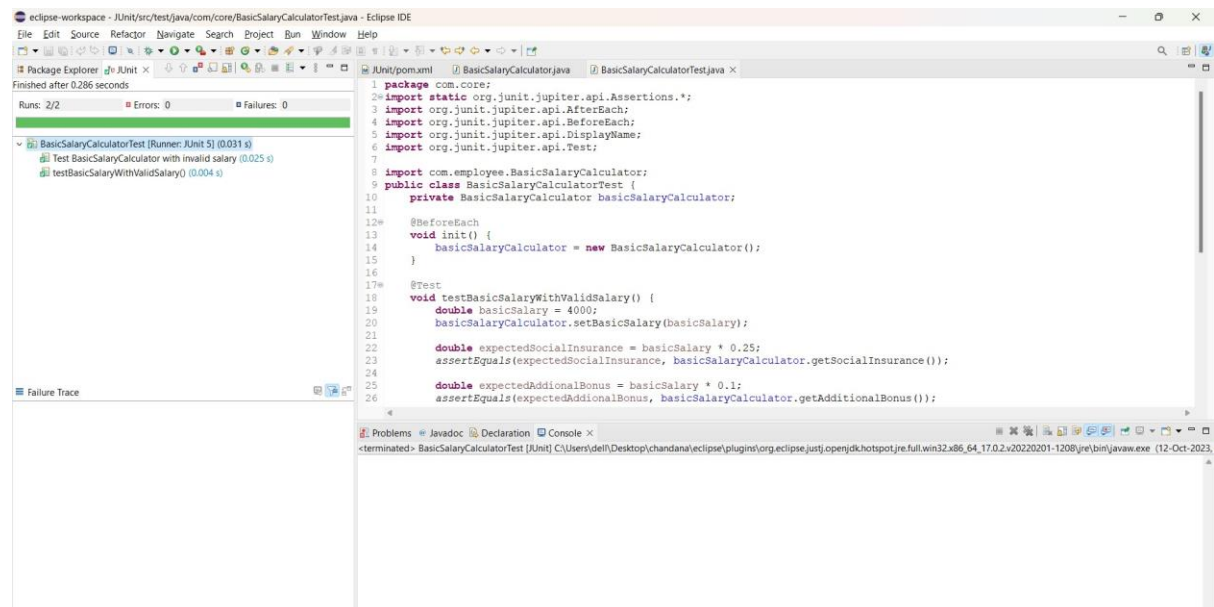 eclipse-workspace - JUnit/src/test/java/com/core/BasicSalaryCalculatorTest.java - Eclipse IDE
File Edit Source Refactor Navigate Search Project Run Window Help
Package Explorer JUnit ×
Finished after 0.286 seconds
Runs: 2/2 Errors: 0 Failures: 0
BasicSalaryCalculatorTest [Runner: JUnit 5] (0.031 s)
Test BasicSalaryCalculator with invalid salary (0.025 s)
testBasicSalaryWithValidSalary() (0.004 s)
Failure Trace
JUnit/pom.xml BasicSalaryCalculator.java BasicSalaryCalculatorTest.java ×
1 package com.core;
2 import static org.junit.jupiter.api.Assertions.*;
3 import org.junit.jupiter.api.AfterEach;
4 import org.junit.jupiter.api.BeforeEach;
5 import org.junit.jupiter.api.DisplayName;
6 import org.junit.jupiter.api.Test;
7
8 import com.employee.BasicSalaryCalculator;
9 public class BasicSalaryCalculatorTest {
10 private BasicSalaryCalculator basicSalaryCalculator;
11
12 @BeforeEach
13 void init() {
14 basicSalaryCalculator = new BasicSalaryCalculator();
15 }
16
17 @Test
18 void testBasicSalaryWithValidSalary() {
19 double basicSalary = 4000;
20 basicSalaryCalculator.setBasicSalary(basicSalary);
21
22 double expectedSocialInsurance = basicSalary * 0.25;
23 assertEquals(expectedSocialInsurance, basicSalaryCalculator.getSocialInsurance());
24
25 double expectedAddionalBonus = basicSalary * 0.1;
26 assertEquals(expectedAddionalBonus, basicSalaryCalculator.getAdditionalBonus());
Problems Javadoc Declaration Console ×
<terminated> BasicSalaryCalculatorTest [JUnit] C:\Users\dell\Desktop\chandana\eclipse\plugins\org.eclipse.justj.openjdk.hotspot.jre.full.win32.x86_64_17.0.2.v20220201-1208\jre\bin\javaw.exe (12-Oct-2023,